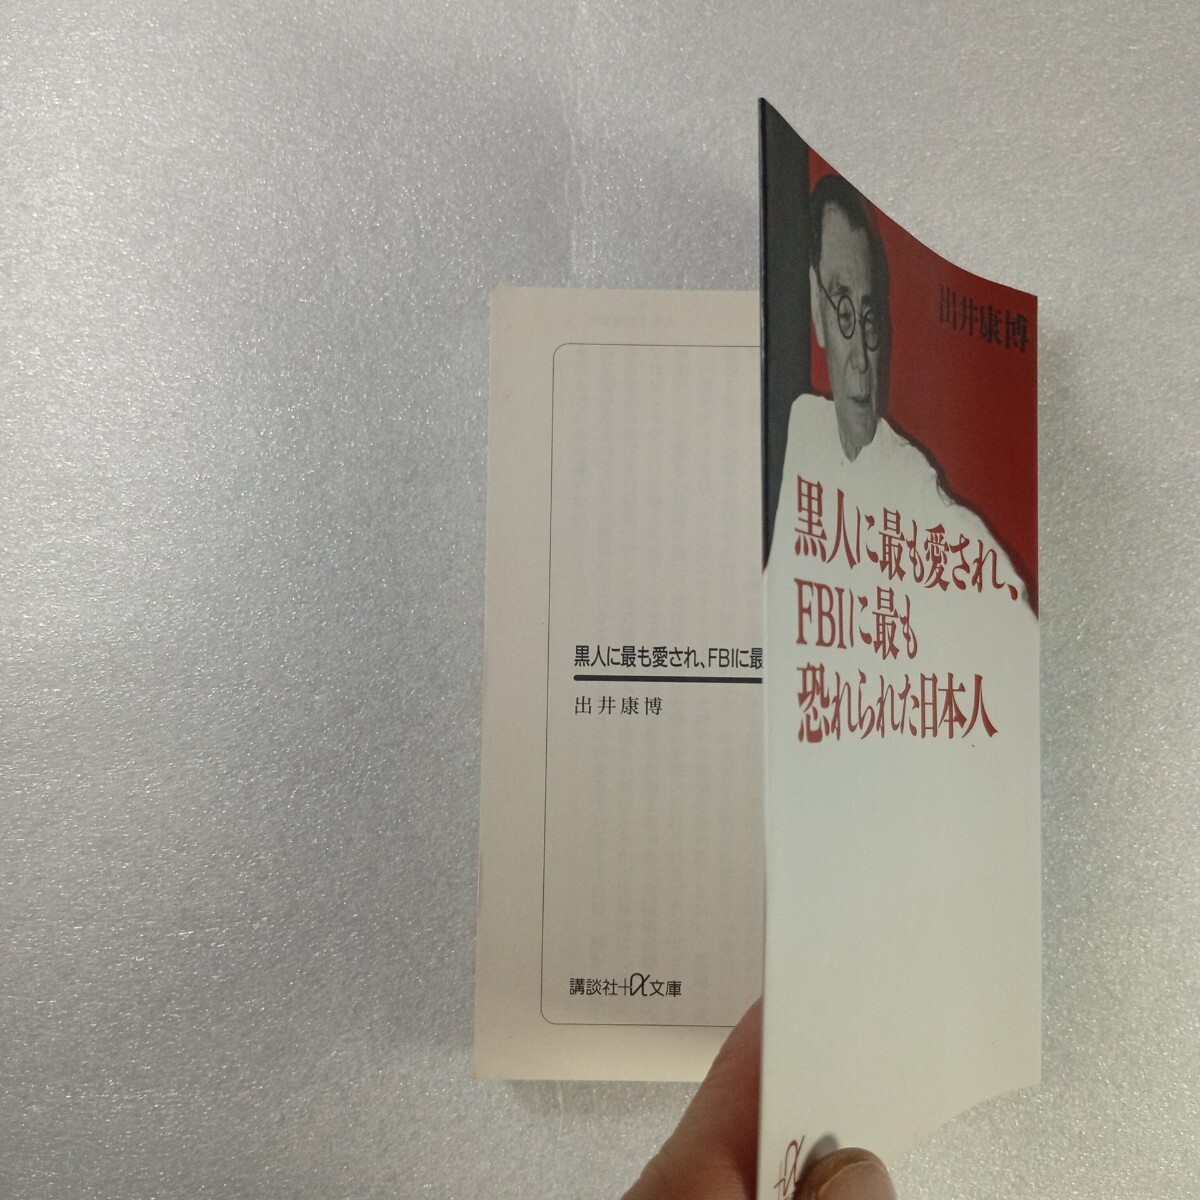 出井康博
黒人に最も愛され、
FBIに最も
恐れられた日本人
+α
黒人に最も愛され、FBIに最
出井康博
講談社+α文庫